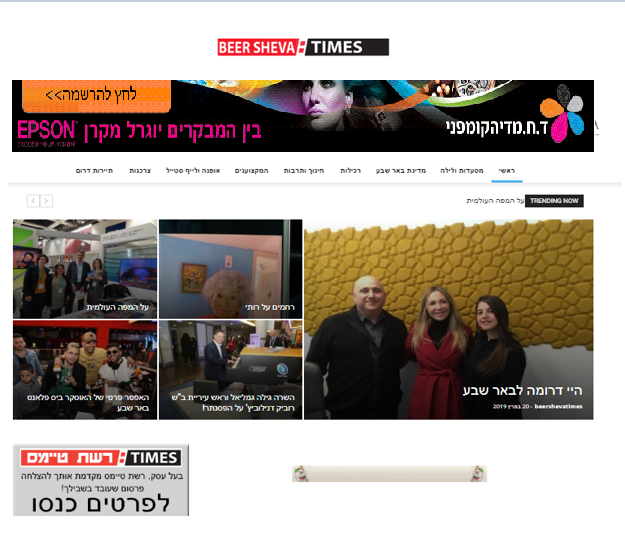 BEER SHEVA :TIMES
לחץ להרשמה>>
EPSON
EXCEED YOUR VISION
בין המבקרים יוגרל מקרן
ד.ח.מדיהקומפני
ראשי
מסעדות ולילה
מדינת באר שבע
רכילות
חינוך ותרבות
המקצוענים
אופנה ולייף סטייל
צרכנות
תיירות דרום
TRENDING NOW
על המפה העולמית
היי דרומה לבאר שבע
beershevatimes - 20 במרץ 2019
רחמים על רותי
על המפה העולמית
השרה גילה גמליאל וראש עיריית ב"ש
רוביק דנילוביץ' על הפסנתר!
האפטר פרטי של האוסקר ביס פלאנט
באר שבע
רשת טיימס :TIMES
בעל עסק, רשת טיימס מקדמת אותך להצלחה
פרסום שעובד בשבילך!
לפרטים כנסו